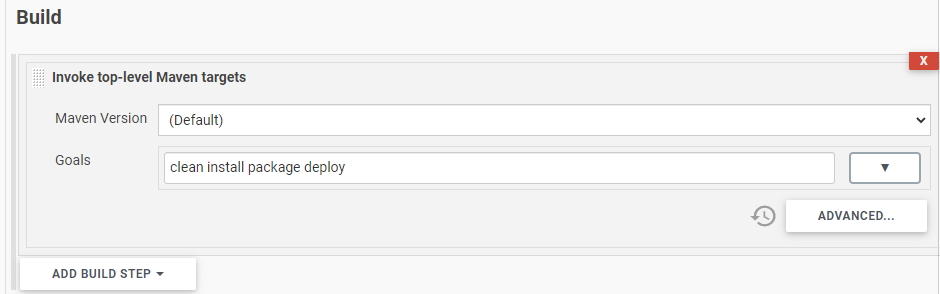 Build
Invoke top-level Maven targets
X
Maven Version
(Default)
Goals
clean install package deploy
ADVANCED...
ADD BUILD STEP